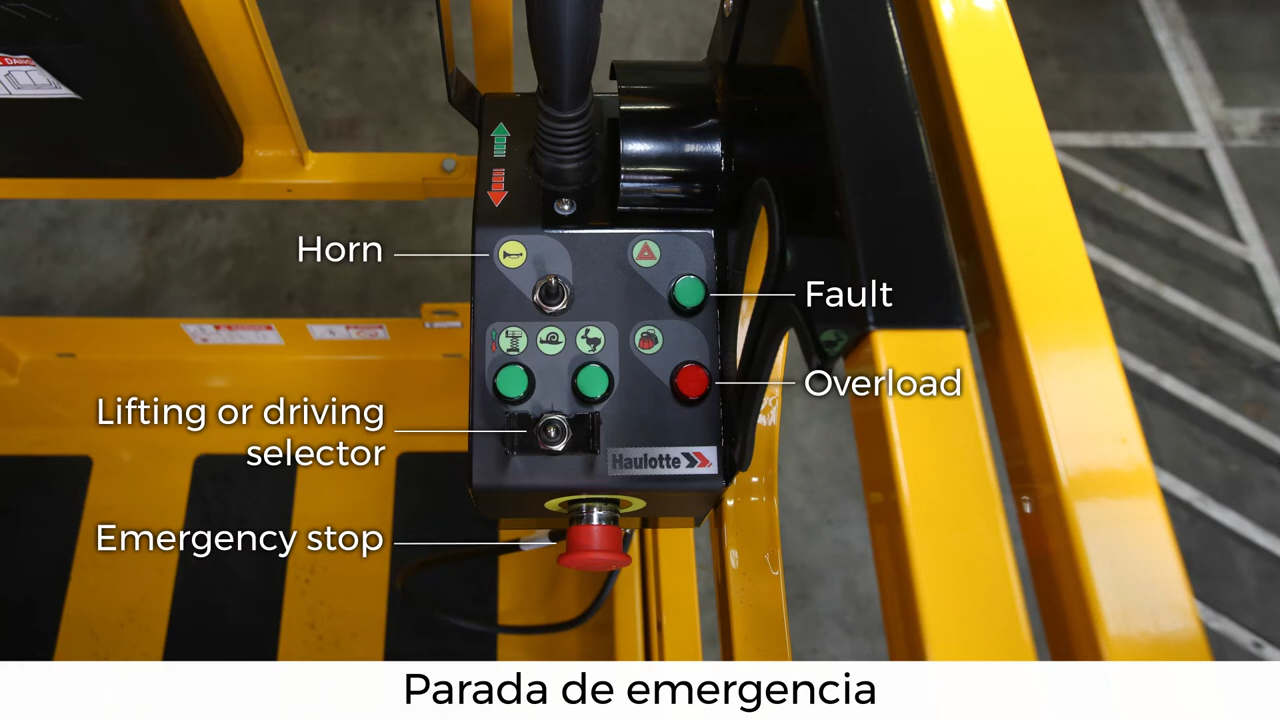 Horn
Fault
Overload
Lifting or driving
selector
Haulotte
Emergency stop
Parada de emergencia